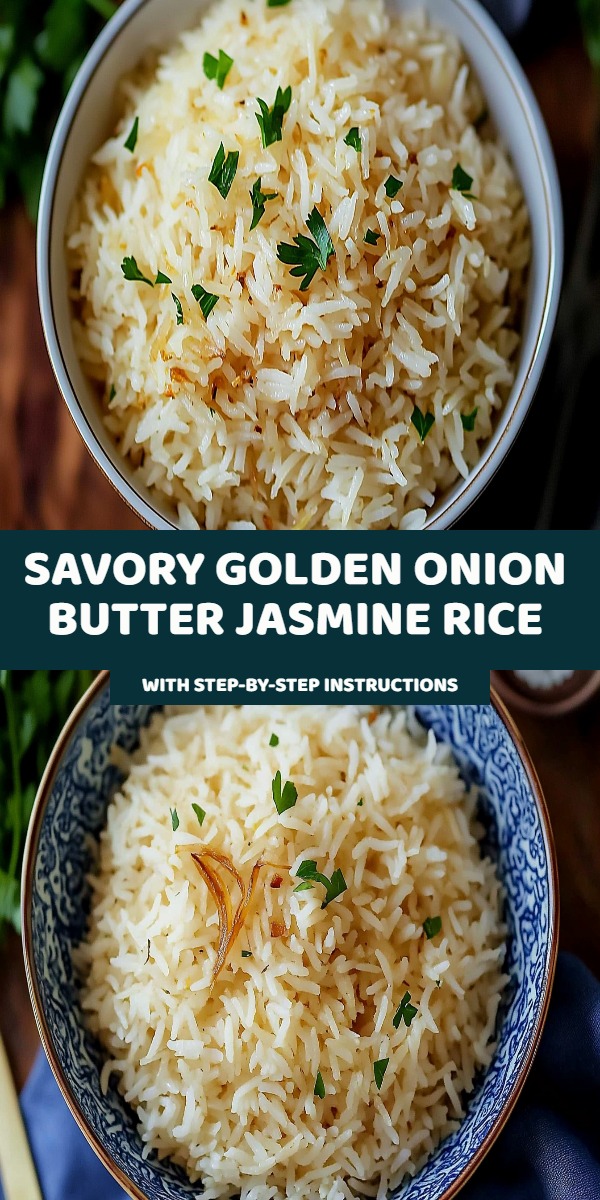 SAVORY GOLDEN ONION
BUTTER JASMINE RICE
WITH STEP-BY-STEP INSTRUCTIONS